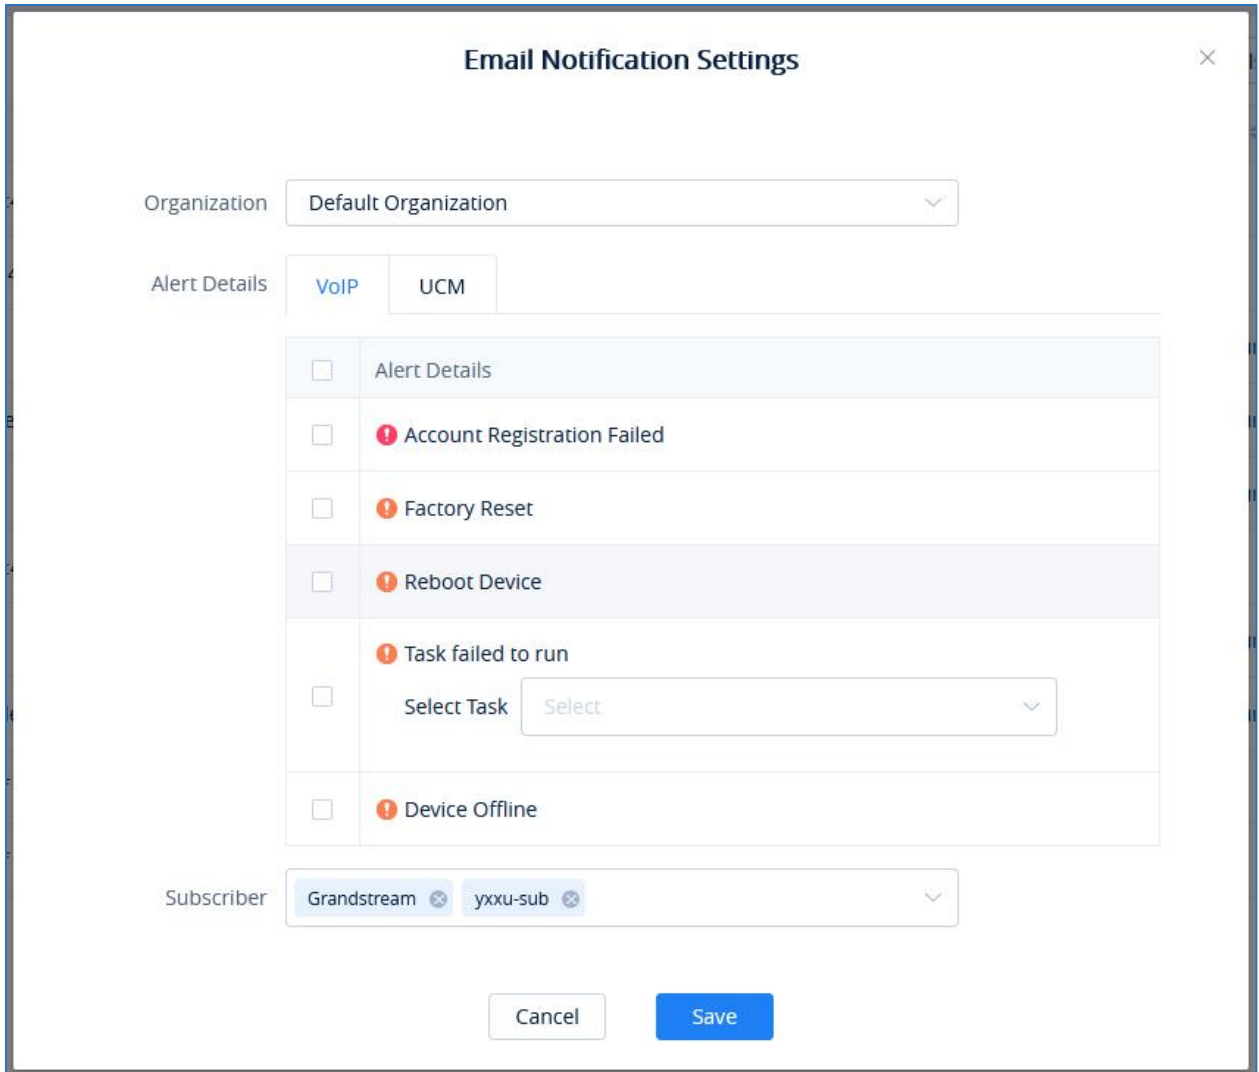 Email Notification Settings
Organization Default Organization
Alert Details VoIP UCM
Alert Details
Account Registration Failed
Factory Reset
Reboot Device
Task failed to run
Select Task Select
Device Offline
Subscriber Grandstream yxxu-sub
Cancel Save